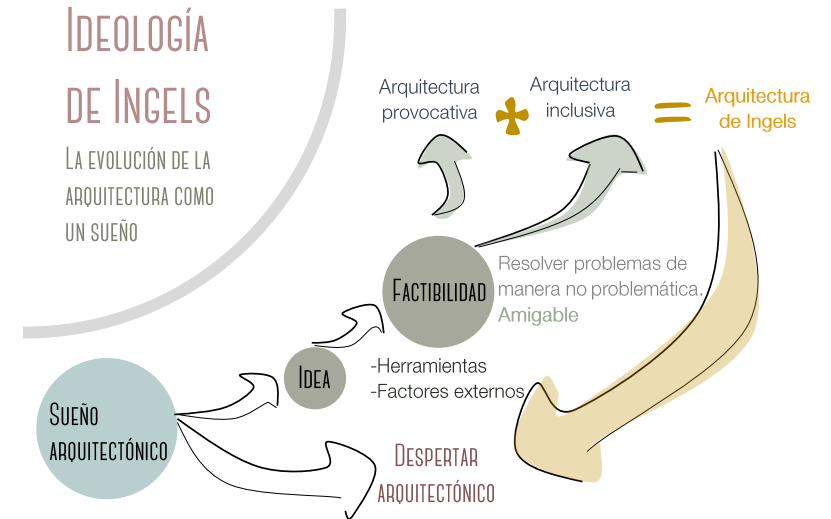 Ideología
de Ingels
La evolución de la
arquitectura como
un sueño
Arquitectura
provocativa
+
Arquitectura
inclusiva
=
Arquitectura
de Ingels
Factibilidad
Resolver problemas de
manera no problemática.
Amigable
Idea
-Herramientas
-Factores externos
Sueño
arquitectónico
Despertar
arquitectónico